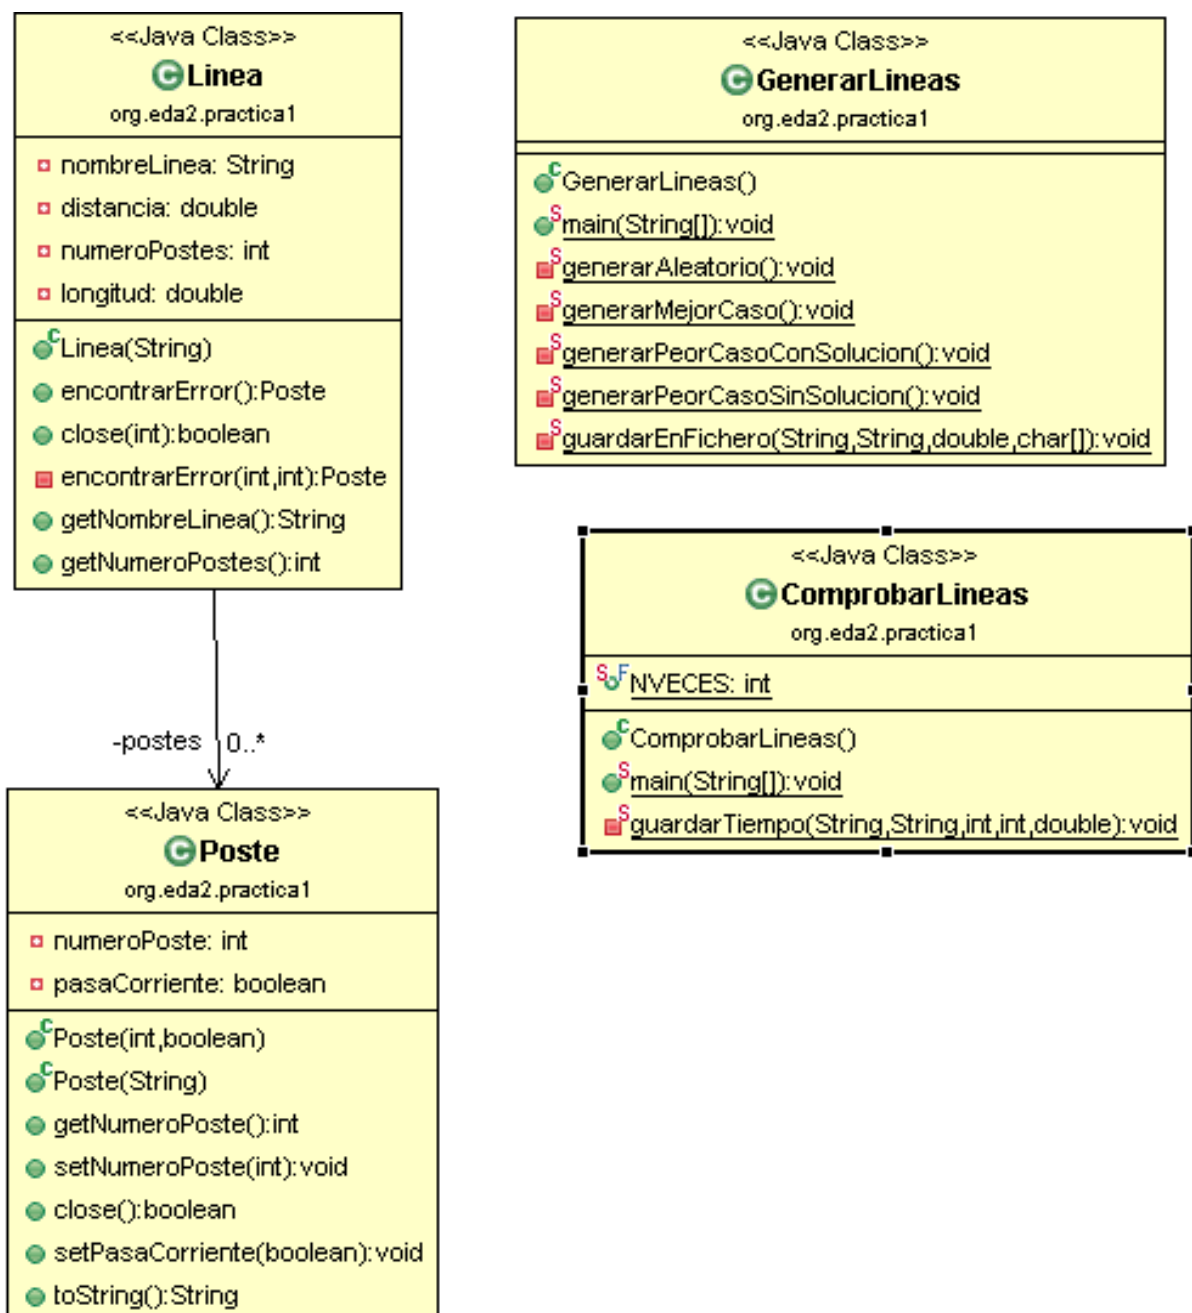 <<Java Class>>
Linea
org.eda2.practica1
nombreLinea: String
distancia: double
numeroPostes: int
longitud: double
Linea(String)
encontrarError():Poste
close(int):boolean
encontrarError(int,int):Poste
getNombreLinea():String
getNumeroPostes():int
-postes 0..*
<<Java Class>>
Poste
org.eda2.practica1
numeroPoste: int
pasaCorriente: boolean
Poste(int,boolean)
Poste(String)
getNumeroPoste():int
setNumeroPoste(int):void
close():boolean
setPasaCorriente(boolean):void
toString():String
<<Java Class>>
GenerarLineas
org.eda2.practica1
GenerarLineas()
main(String[]):void
generarAleatorio():void
generarMejorCaso():void
generarPeorCasoConSolucion():void
generarPeorCasoSinSolucion():void
guardarEnFichero(String,String,double,char[]):void
<<Java Class>>
ComprobarLineas
org.eda2.practica1
NVECES: int
ComprobarLineas()
main(String[]):void
guardarTiempo(String,String,int,int,double):void